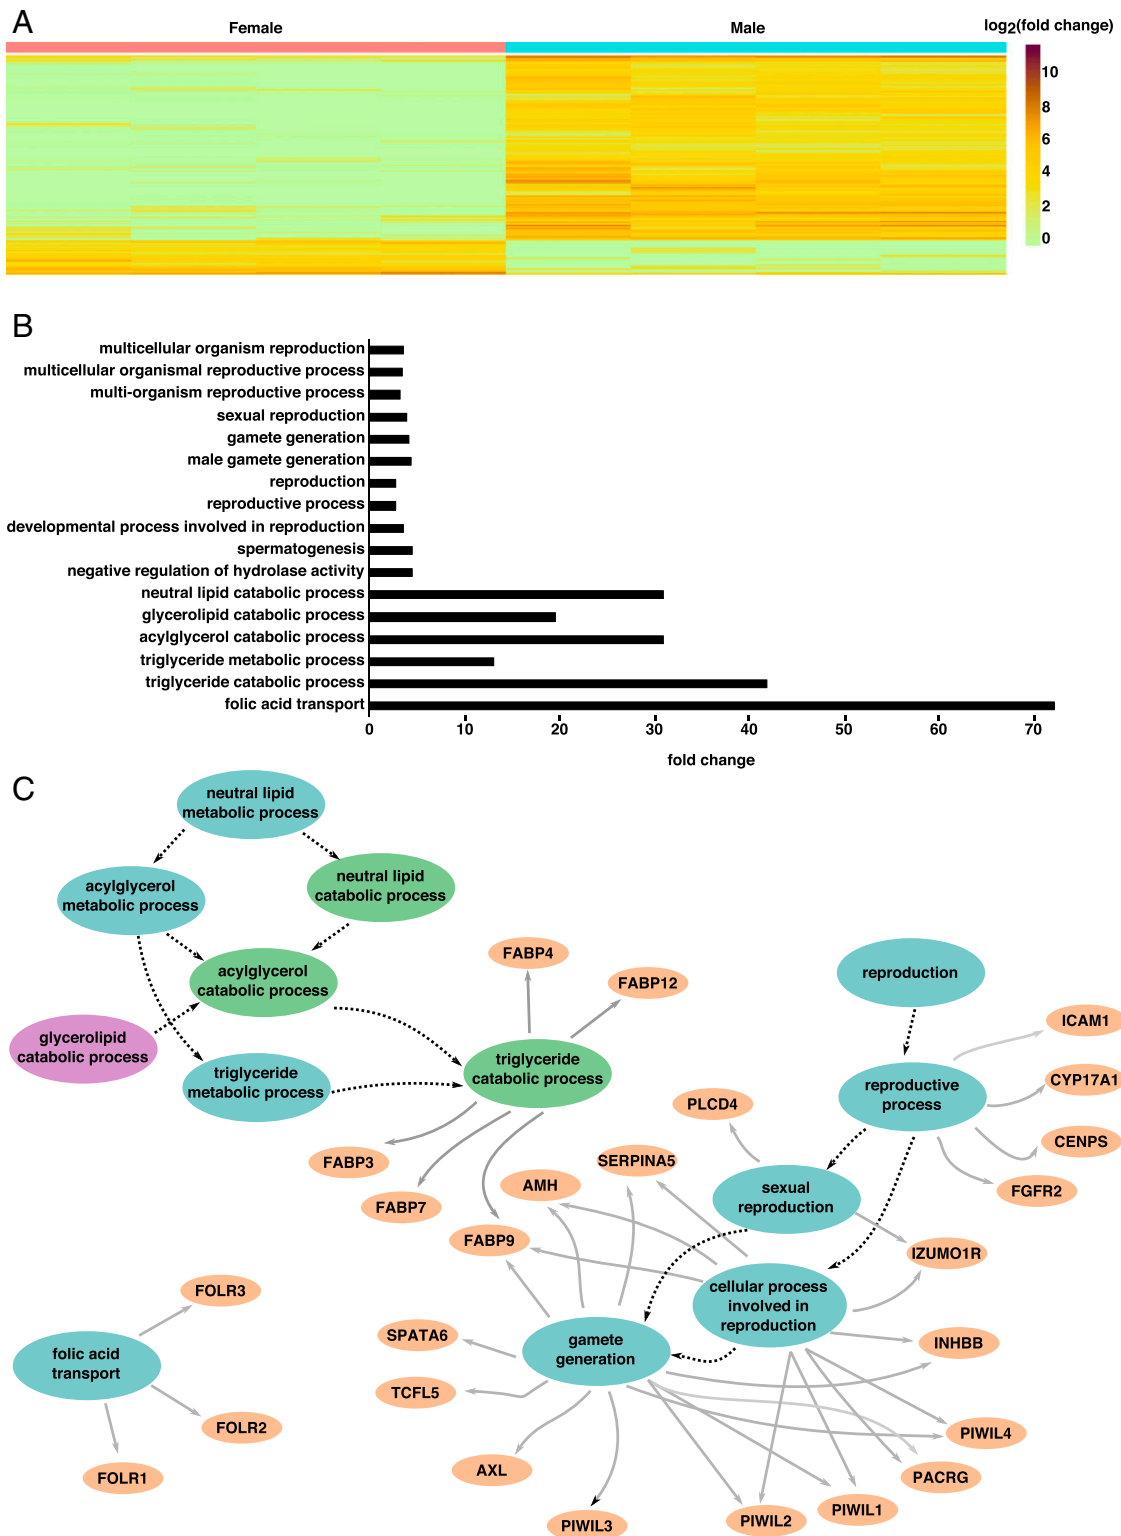 A
Female
Male
log2(fold change)
10
8
6
4
2
0
B
multicellular organism reproduction
multicellular organismal reproductive process
multi-organism reproductive process
sexual reproduction
gamete generation
male gamete generation
reproduction
reproductive process
developmental process involved in reproduction
spermatogenesis
negative regulation of hydrolase activity
neutral lipid catabolic process
glycerolipid catabolic process
acylglycerol catabolic process
triglyceride metabolic process
triglyceride catabolic process
folic acid transport
0 10 20 30 40 50 60 70
fold change
C
neutral lipid
metabolic process
acylglycerol
metabolic process
neutral lipid
catabolic process
acylglycerol
catabolic process
glycerolipid
catabolic process
triglyceride
metabolic process
triglyceride
catabolic process
FABP4
FABP12
FABP3
FABP7
FABP9
reproduction
reproductive
process
ICAM1
CYP17A1
CENPS
FGFR2
PLCD4
SERPINA5
AMH
sexual
reproduction
IZUMO1R
cellular process
involved in
reproduction
INHBB
gamete
generation
SPATA6
TCFL5
AXL
PIWIL3
PIWIL2
PIWIL1
PACRG
PIWIL4
folic acid
transport
FOLR3
FOLR2
FOLR1